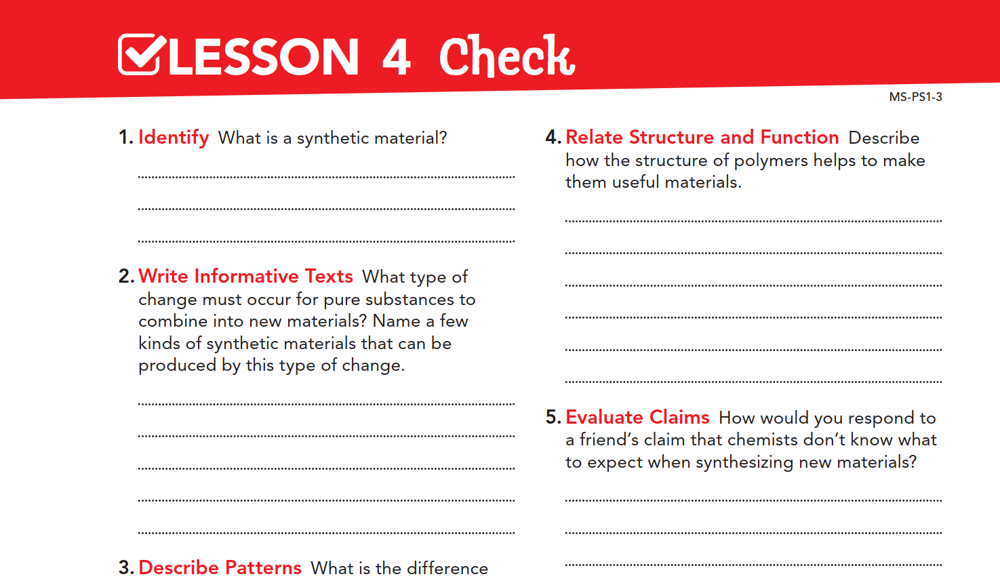 LESSON 4 Check
MS-PS1-3
1. Identify What is a synthetic material?
2. Write Informative Texts What type of
change must occur for pure substances to
combine into new materials? Name a few
kinds of synthetic materials that can be
produced by this type of change.
3. Describe Patterns What is the difference
4. Relate Structure and Function Describe
how the structure of polymers helps to make
them useful materials.
5. Evaluate Claims How would you respond to
a friend’s claim that chemists don’t know what
to expect when synthesizing new materials?